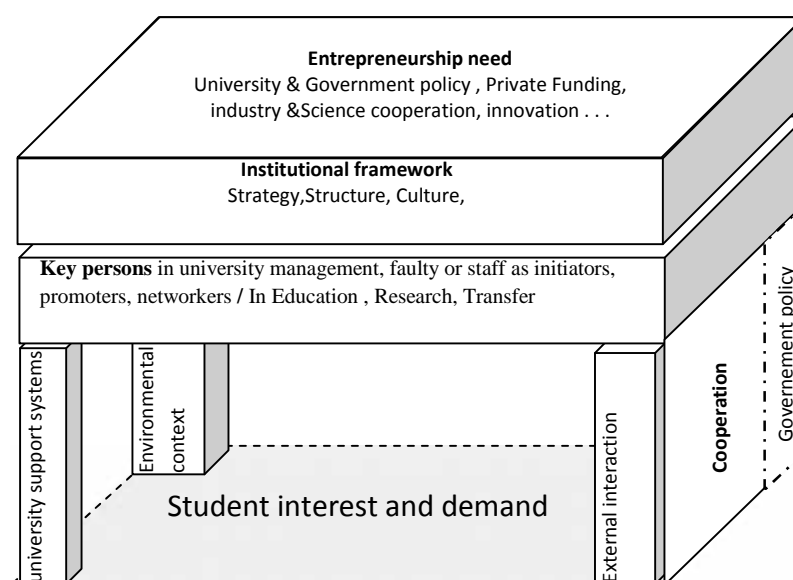 Entrepreneurship need
University & Government policy , Private Funding,
industry &Science cooperation, innovation . . .
Institutional framework
Strategy,Structure, Culture,
Key persons in university management, faulty or staff as initiators,
promoters, networkers / In Education , Research, Transfer
university support systems
Environmental
context
External interaction
Cooperation
Governement policy
Student interest and demand